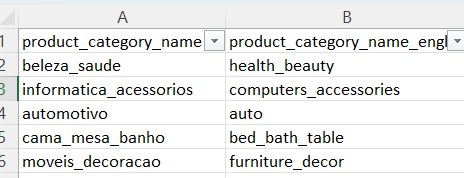 A B
1 product_category_name product_category_name_engl
2 beleza_saude health_beauty
3 informatica_acessorios computers_accessories
4 automotivo auto
5 cama_mesa_banho bed_bath_table
6 moveis_decoracao furniture_decor